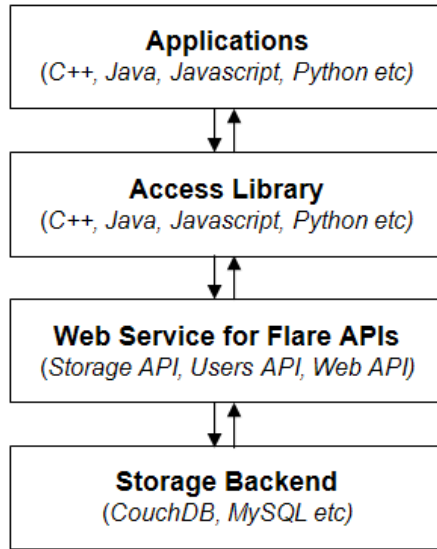 Applications
(C++, Java, Javascript, Python etc)
Access Library
(C++, Java, Javascript, Python etc)
Web Service for Flare APIs
(Storage API, Users API, Web API)
Storage Backend
(CouchDB, MySQL etc)